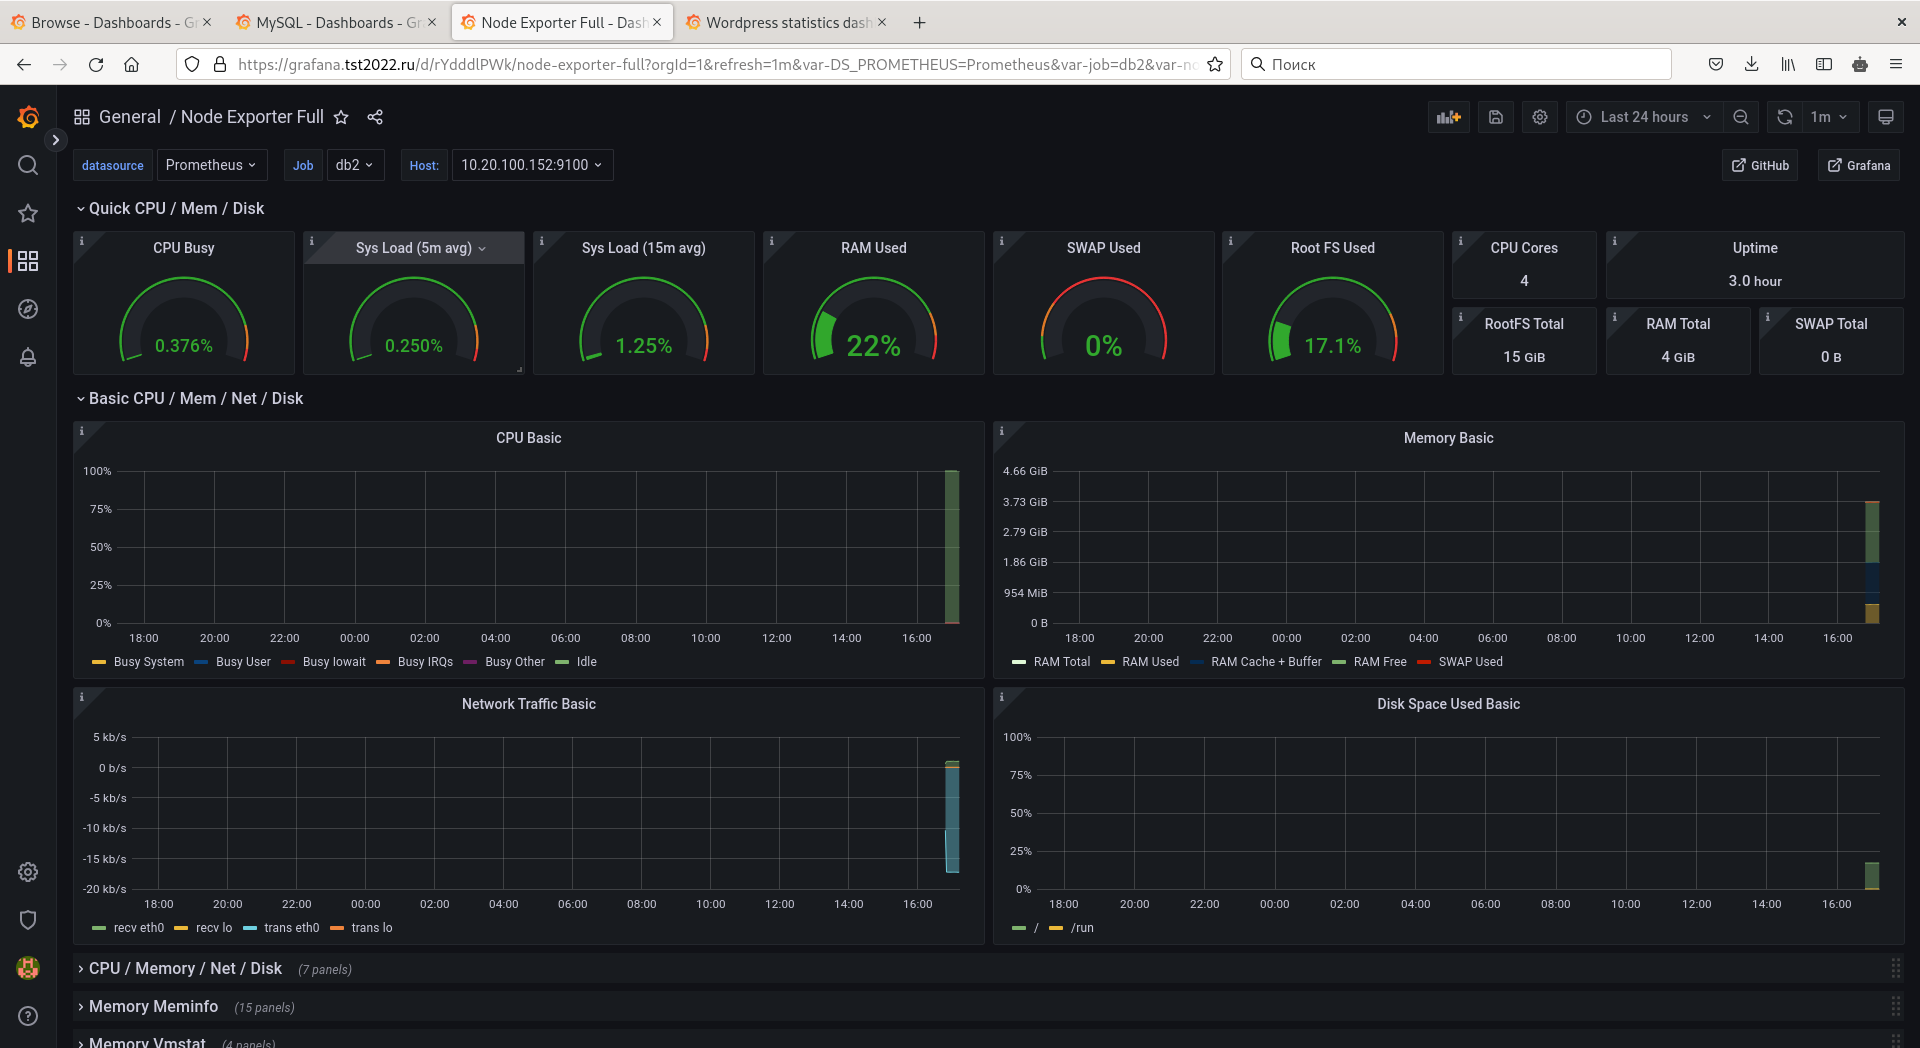 Browse - Dashboards - Gr
MySQL - Dashboards - Gr
Node Exporter Full - Dash
Wordpress statistics dash
https://grafana.tst2022.ru/d/rYdddlPWk/node-exporter-full?orgId=1&refresh=1m&var-DS_PROMETHEUS=Prometheus&var-job=db2&var-no
Поиск
General / Node Exporter Full
Last 24 hours
1m
datasource Prometheus Job db2 Host: 10.20.100.152:9100
GitHub Grafana
Quick CPU / Mem / Disk
CPU Busy
0.376%
Sys Load (5m avg)
0.250%
Sys Load (15m avg)
1.25%
RAM Used
22%
SWAP Used
0%
Root FS Used
17.1%
CPU Cores
4
Uptime
3.0 hour
RootFS Total
15 GiB
RAM Total
4 GiB
SWAP Total
0 B
Basic CPU / Mem / Net / Disk
CPU Basic
100%
75%
50%
25%
0%
18:00 20:00 22:00 00:00 02:00 04:00 06:00 08:00 10:00 12:00 14:00 16:00
Busy System Busy User Busy Iowait Busy IRQs Busy Other Idle
Memory Basic
4.66 GiB
3.73 GiB
2.79 GiB
1.86 GiB
954 MiB
0 B
18:00 20:00 22:00 00:00 02:00 04:00 06:00 08:00 10:00 12:00 14:00 16:00
RAM Total RAM Used RAM Cache + Buffer RAM Free SWAP Used
Network Traffic Basic
5 kb/s
0 b/s
-5 kb/s
-10 kb/s
-15 kb/s
-20 kb/s
18:00 20:00 22:00 00:00 02:00 04:00 06:00 08:00 10:00 12:00 14:00 16:00
recv eth0 recv lo trans eth0 trans lo
Disk Space Used Basic
100%
75%
50%
25%
0%
18:00 20:00 22:00 00:00 02:00 04:00 06:00 08:00 10:00 12:00 14:00 16:00
/ /run
CPU / Memory / Net / Disk (7 panels)
Memory Meminfo (15 panels)
Memory Vmstat (4 panels)